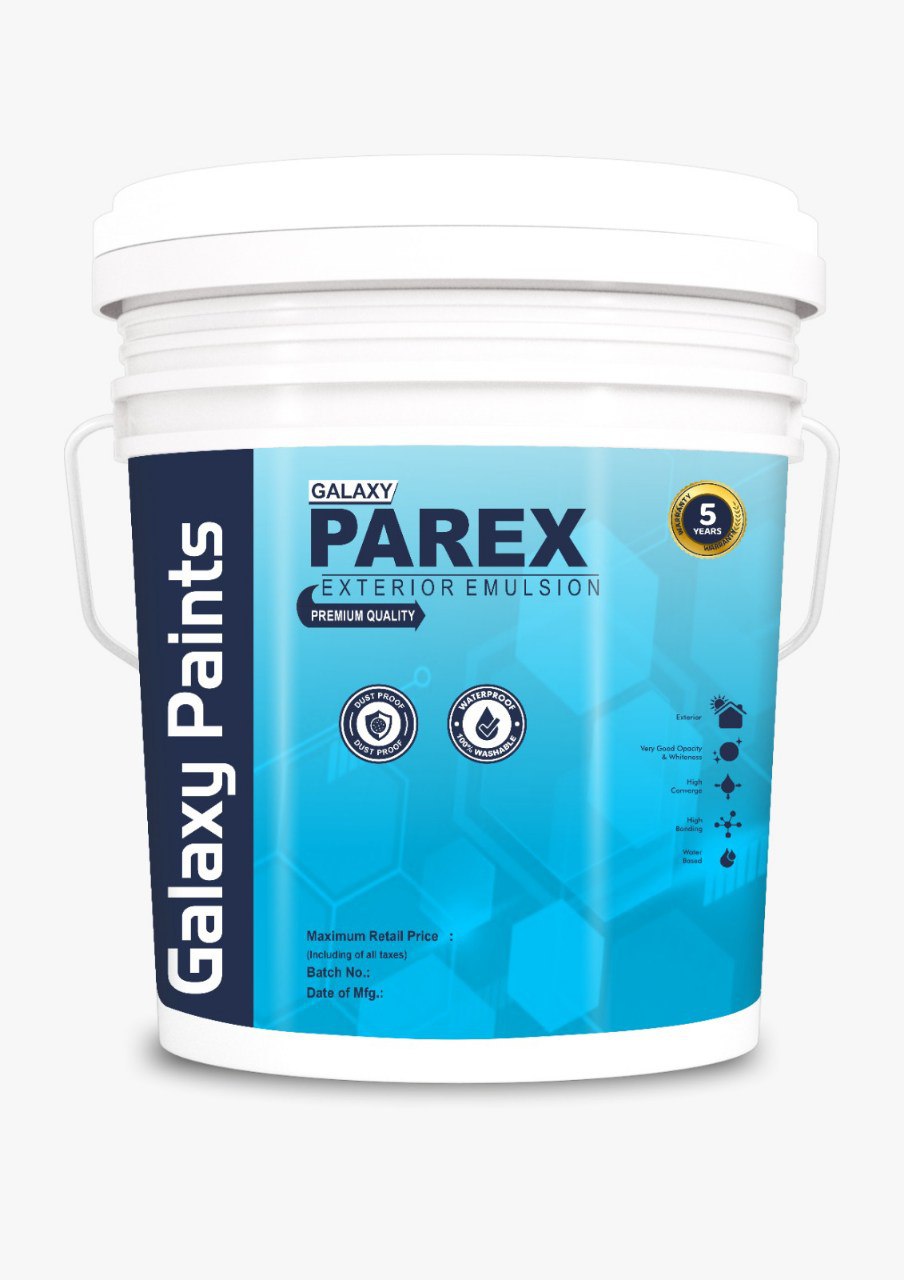 Galaxy Paints
GALAXY
PAREX
EXTERIOR EMULSION
PREMIUM QUALITY
WARRANTY
5
YEARS
WARRANTY
DUST PROOF
DUST PROOF
WATERPROOF
100% WASHABLE
Exterior
Very Good Opacity
& Whiteness
High
Converge
High
Bonding
Water
Based
Maximum Retail Price :
(Including of all taxes)
Batch No.:
Date of Mfg.: